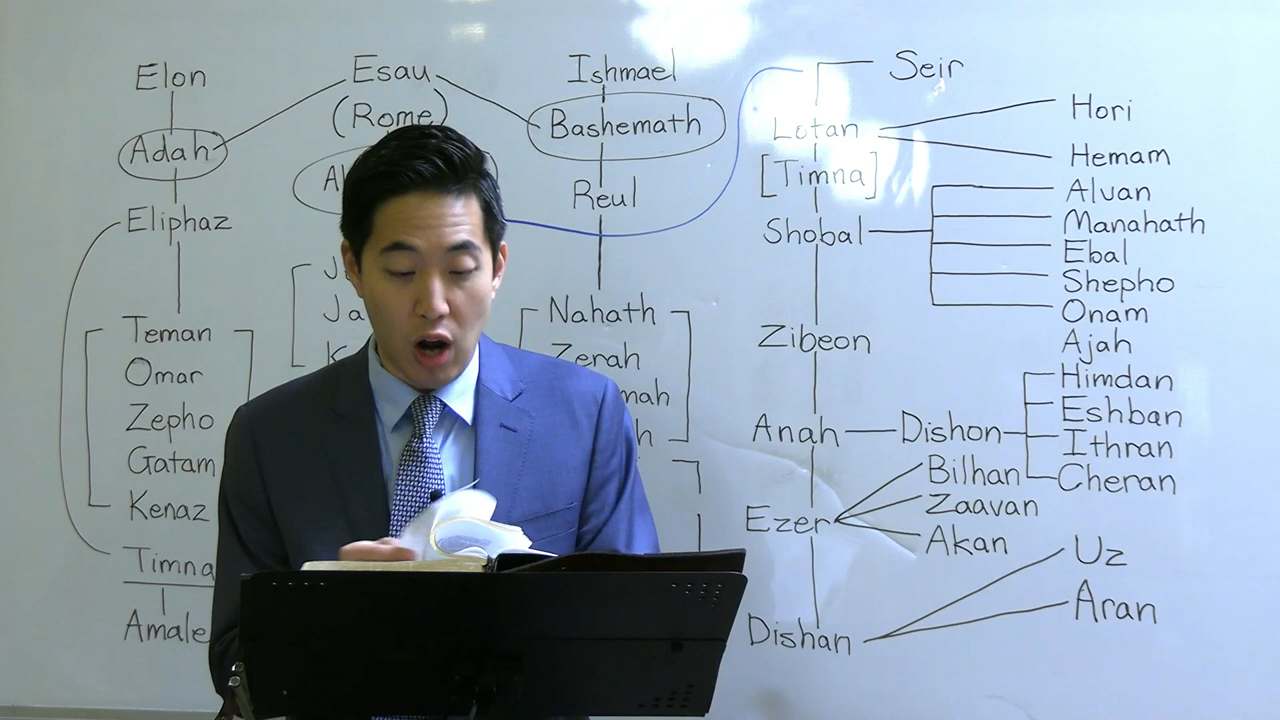 Elon
Adah
Eliphaz
Teman
Omar
Zepho
Gatam
Kenaz
Timna
Amale
Esau
(Rome)
Ishmael
Bashemath
Reul
Nahath
Zerah
Seir
Lotan
[Timna]
Shobal
Zibeon
Anah
Ezer
Dishan
Dishon
Bilhan
Zaavan
Akan
Hori
Hemam
Alvan
Manahath
Ebal
Shepho
Onam
Ajah
Himdan
Eshban
Ithran
Cheran
Uz
Aran